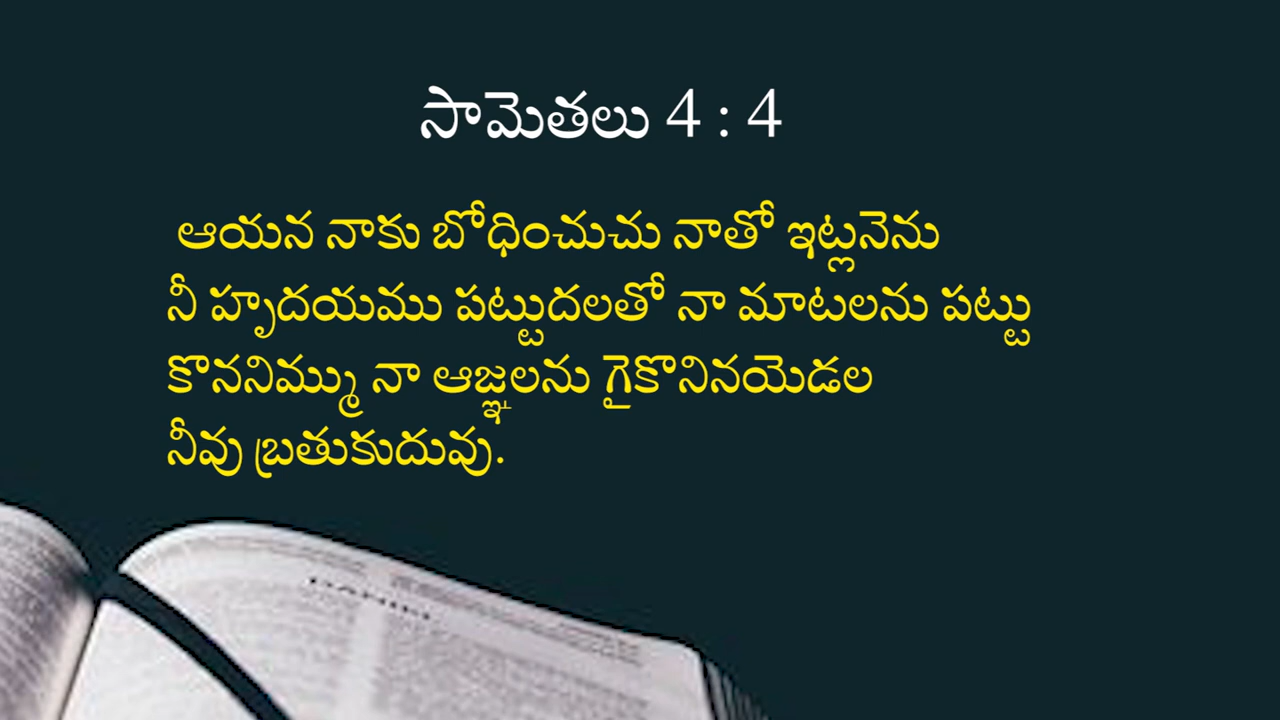 సామెతలు 4 : 4
ఆయన నాకు బోధించుచు నాతో ఇట్లనెను
నీ హృదయము పట్టుదలతో నా మాటలను పట్టు
కొననిమ్ము నా ఆజ్ఞలను గైకొనినయెడల
నీవు బ్రతుకుదువు.